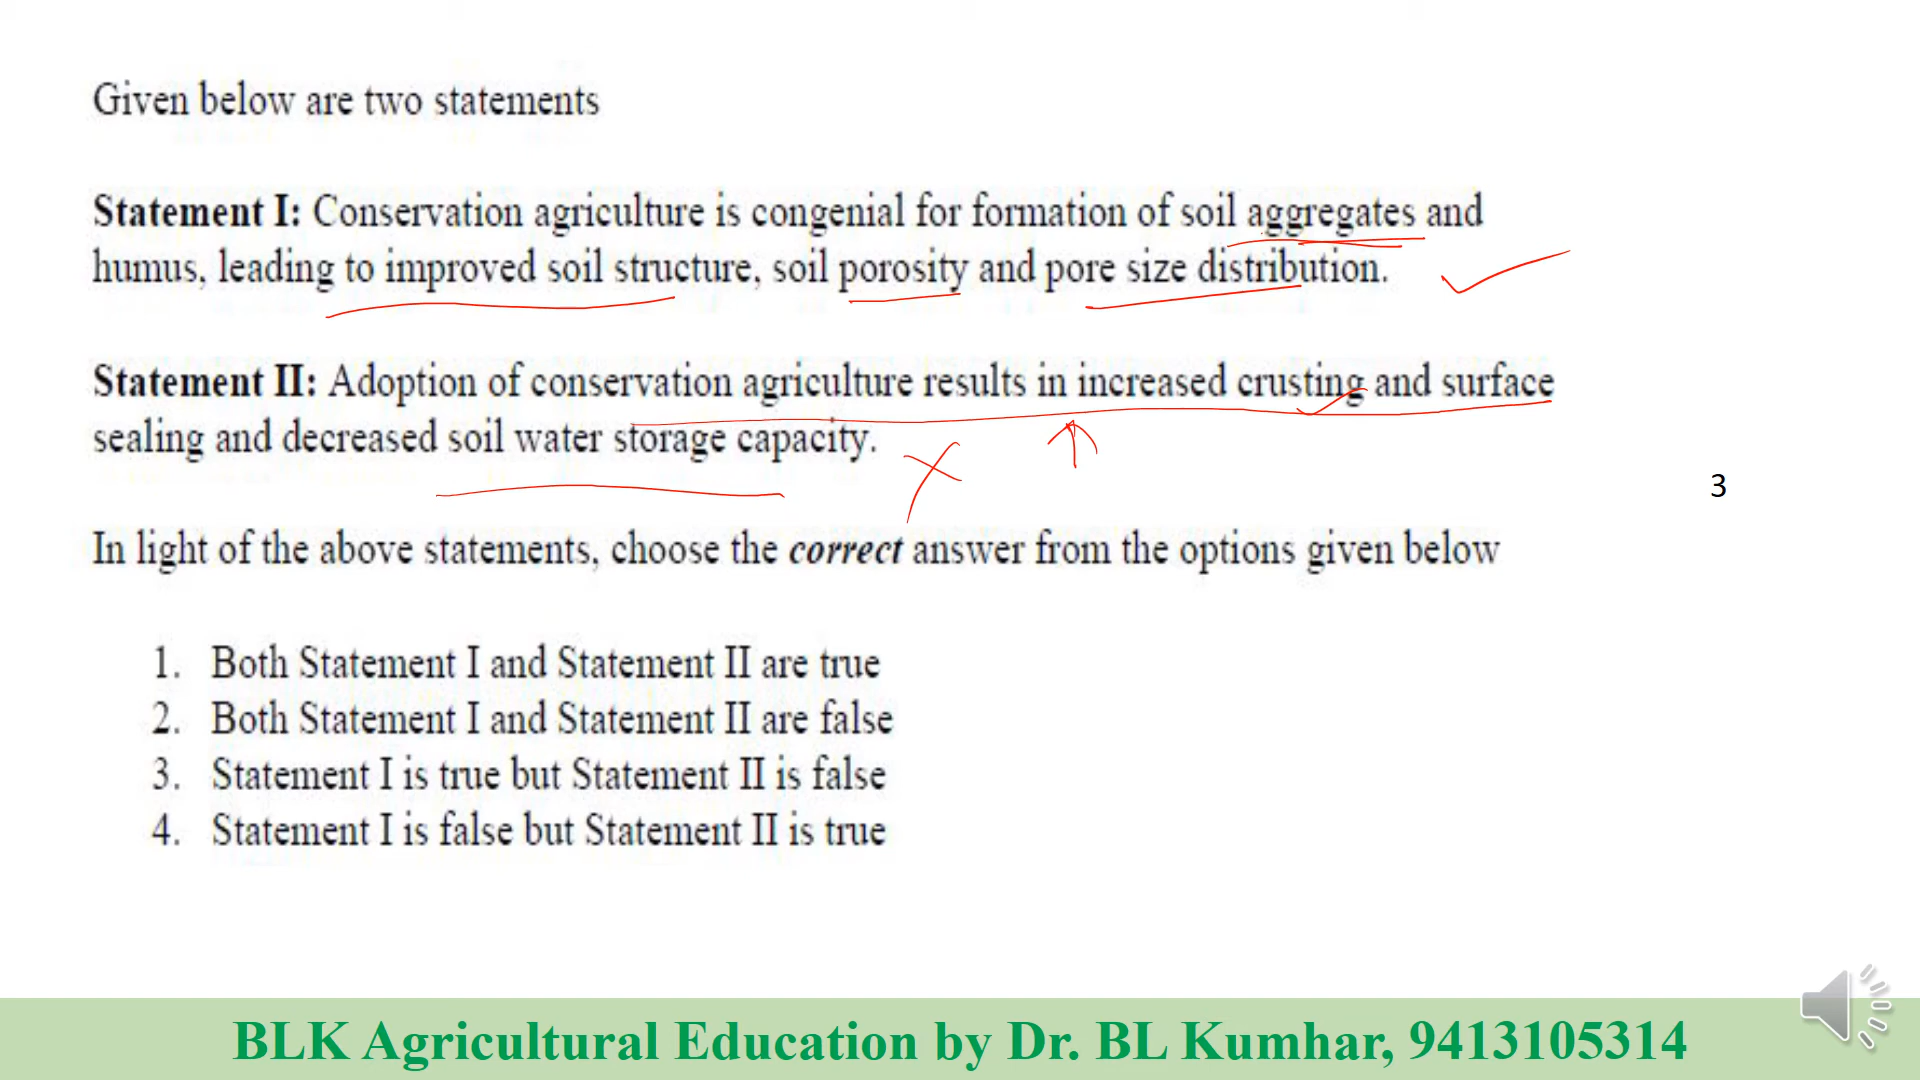 Given below are two statements
Statement I: Conservation agriculture is congenial for formation of soil aggregates and
humus, leading to improved soil structure, soil porosity and pore size distribution.
Statement II: Adoption of conservation agriculture results in increased crusting and surface
sealing and decreased soil water storage capacity.
3
In light of the above statements, choose the correct answer from the options given below
1. Both Statement I and Statement II are true
2. Both Statement I and Statement II are false
3. Statement I is true but Statement II is false
4. Statement I is false but Statement II is true
BLK Agricultural Education by Dr. BL Kumhar, 9413105314